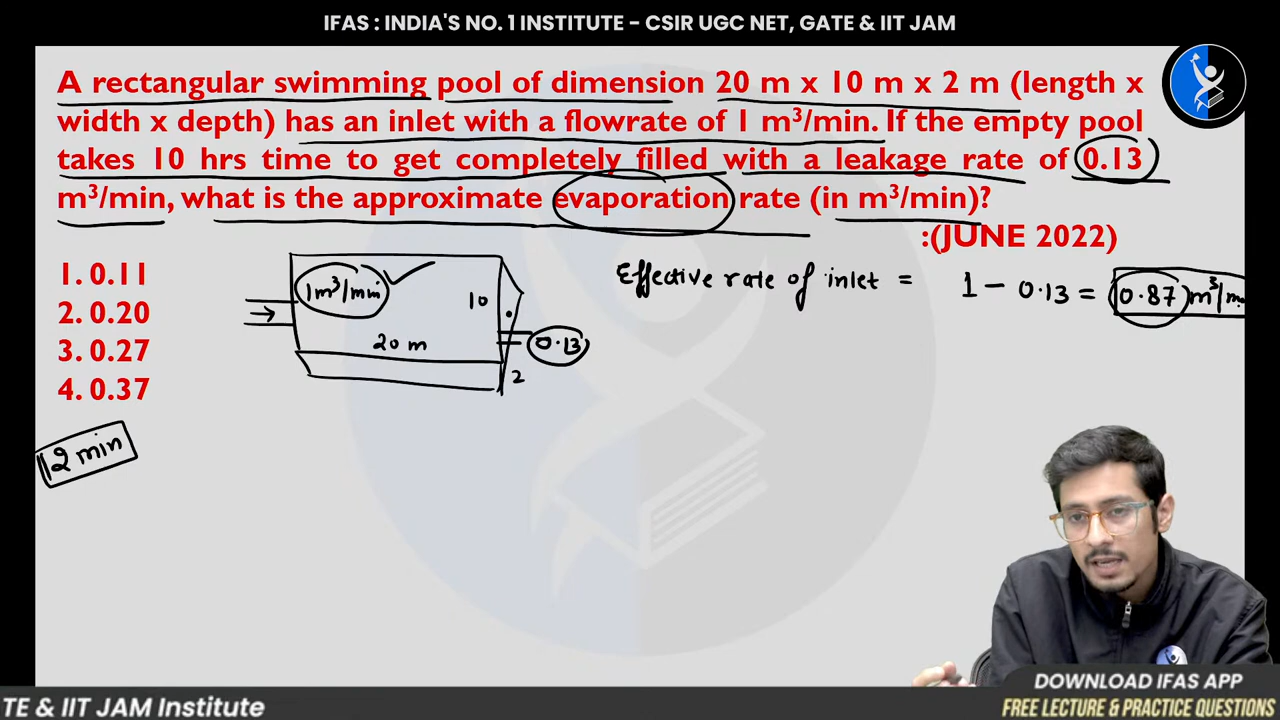 IFAS : INDIA'S NO. 1 INSTITUTE – CSIR UGC NET, GATE & IIT JAM
A rectangular swimming pool of dimension 20 m x 10 m x 2 m (length x
width x depth) has an inlet with a flowrate of 1 m³/min. If the empty pool
takes 10 hrs time to get completely filled with a leakage rate of 0.13
m³/min, what is the approximate evaporation rate (in m³/min)?
:(JUNE 2022)
1. 0.11
2. 0.20
3. 0.27
4. 0.37
1m³/min
10
20 m
0.13
2
Effective rate of inlet = 1 - 0.13 = 0.87 m³/m
12 min
DOWNLOAD IFAS APP
TE & IIT JAM Institute
FREE LECTURE & PRACTICE QUESTIONS